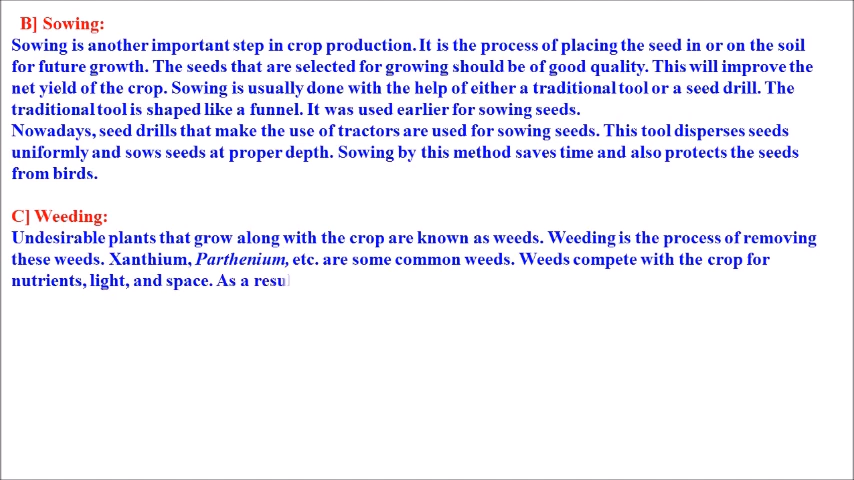 B] Sowing:
Sowing is another important step in crop production. It is the process of placing the seed in or on the soil
for future growth. The seeds that are selected for growing should be of good quality. This will improve the
net yield of the crop. Sowing is usually done with the help of either a traditional tool or a seed drill. The
traditional tool is shaped like a funnel. It was used earlier for sowing seeds.
Nowadays, seed drills that make the use of tractors are used for sowing seeds. This tool disperses seeds
uniformly and sows seeds at proper depth. Sowing by this method saves time and also protects the seeds
from birds.
C] Weeding:
Undesirable plants that grow along with the crop are known as weeds. Weeding is the process of removing
these weeds. Xanthium, Parthenium, etc. are some common weeds. Weeds compete with the crop for
nutrients, light, and space. As a resul